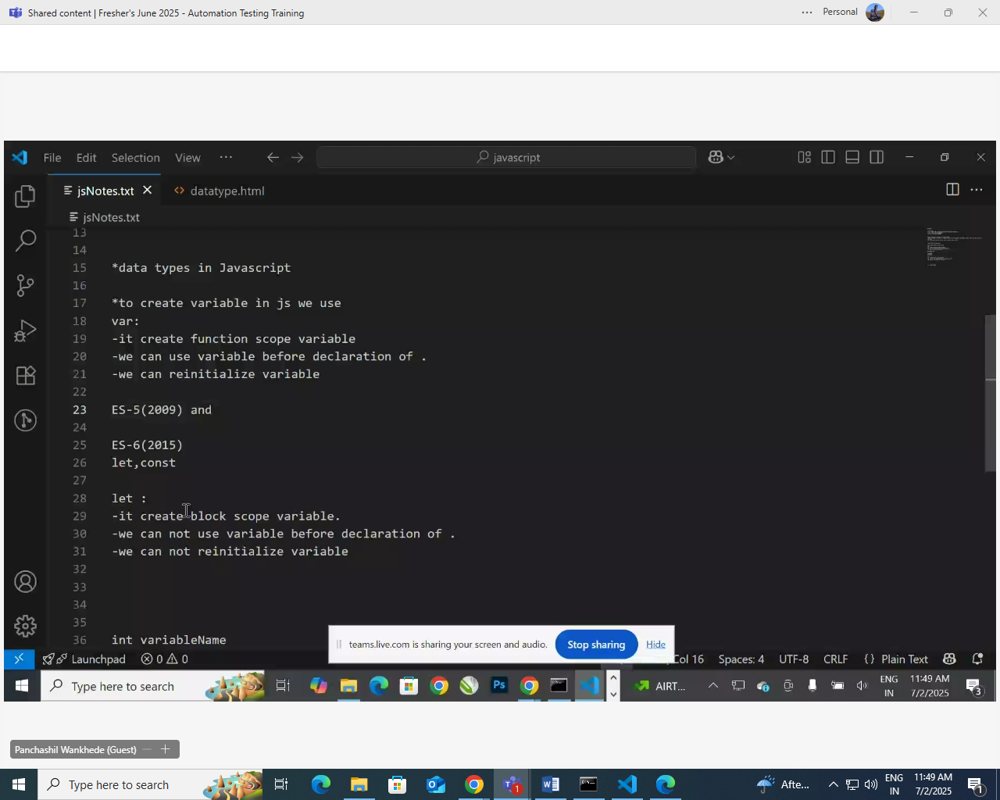 Shared content | Fresher's June 2025 - Automation Testing Training
Personal
File Edit Selection View
javascript
jsNotes.txt
datatype.html
jsNotes.txt
13
14
15 *data types in Javascript
16
17 *to create variable in js we use
18 var:
19 -it create function scope variable
20 -we can use variable before declaration of .
21 -we can reinitialize variable
22
23 ES-5(2009) and
24
25 ES-6(2015)
26 let,const
27
28 let :
29 -it create block scope variable.
30 -we can not use variable before declaration of .
31 -we can not reinitialize variable
32
33
34
35
36 int variableName
teams.live.com is sharing your screen and audio. Stop sharing Hide
Launchpad 0 0 Col 16 Spaces: 4 UTF-8 CRLF {} Plain Text
Type here to search Ps AIRT... ENG IN 11:49 AM 7/2/2025 3
Panchashil Wankhede (Guest)
Type here to search 1 Afte... ENG IN 11:49 AM 7/2/2025 1